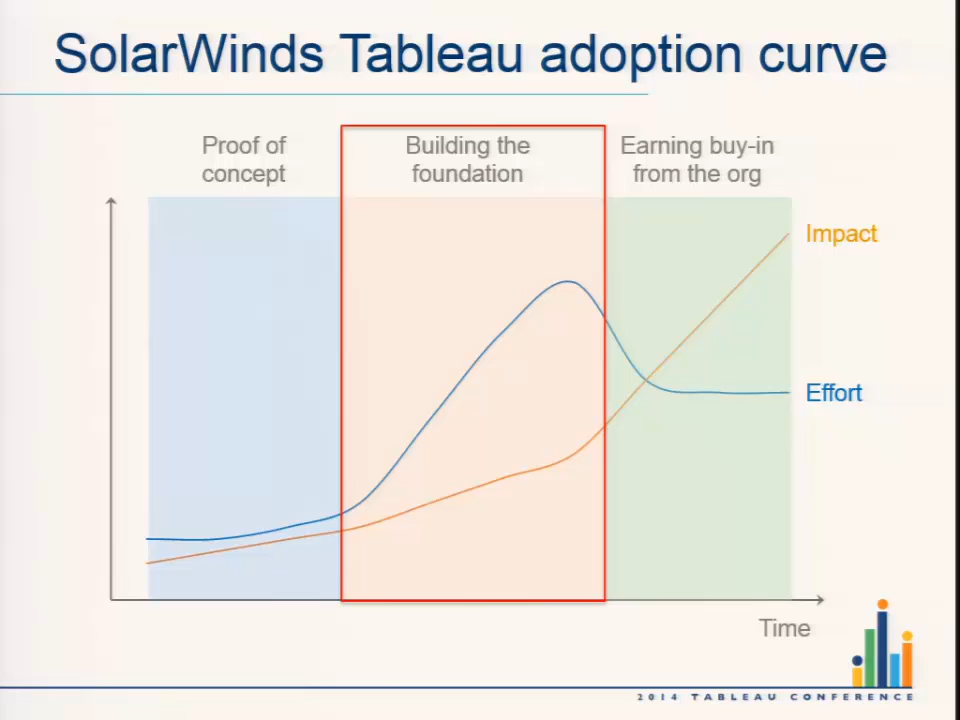 SolarWinds Tableau adoption curve
Proof of
concept
Building the
foundation
Earning buy-in
from the org
Impact
Effort
Time
2014 TABLEAU CONFERENCE